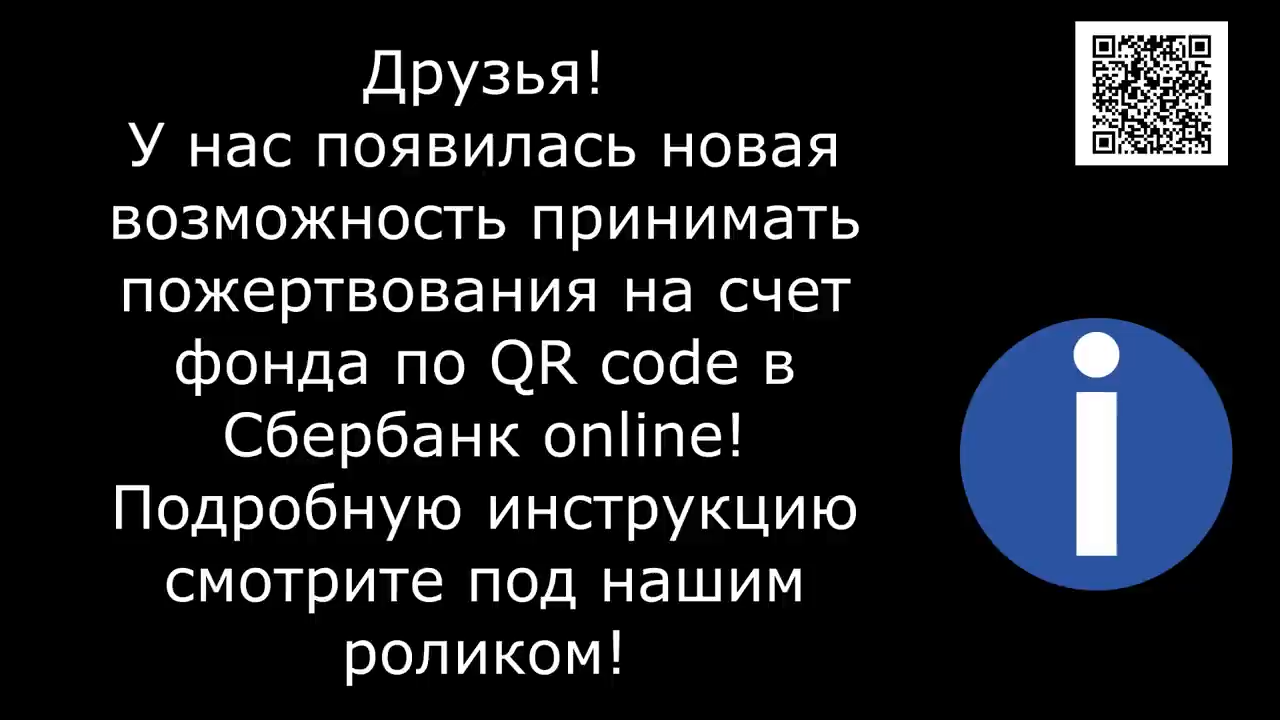 Друзья!
У нас появилась новая
возможность принимать
пожертвования на счет
фонда по QR code в
Сбербанк online!
Подробную инструкцию
смотрите под нашим
роликом!
i